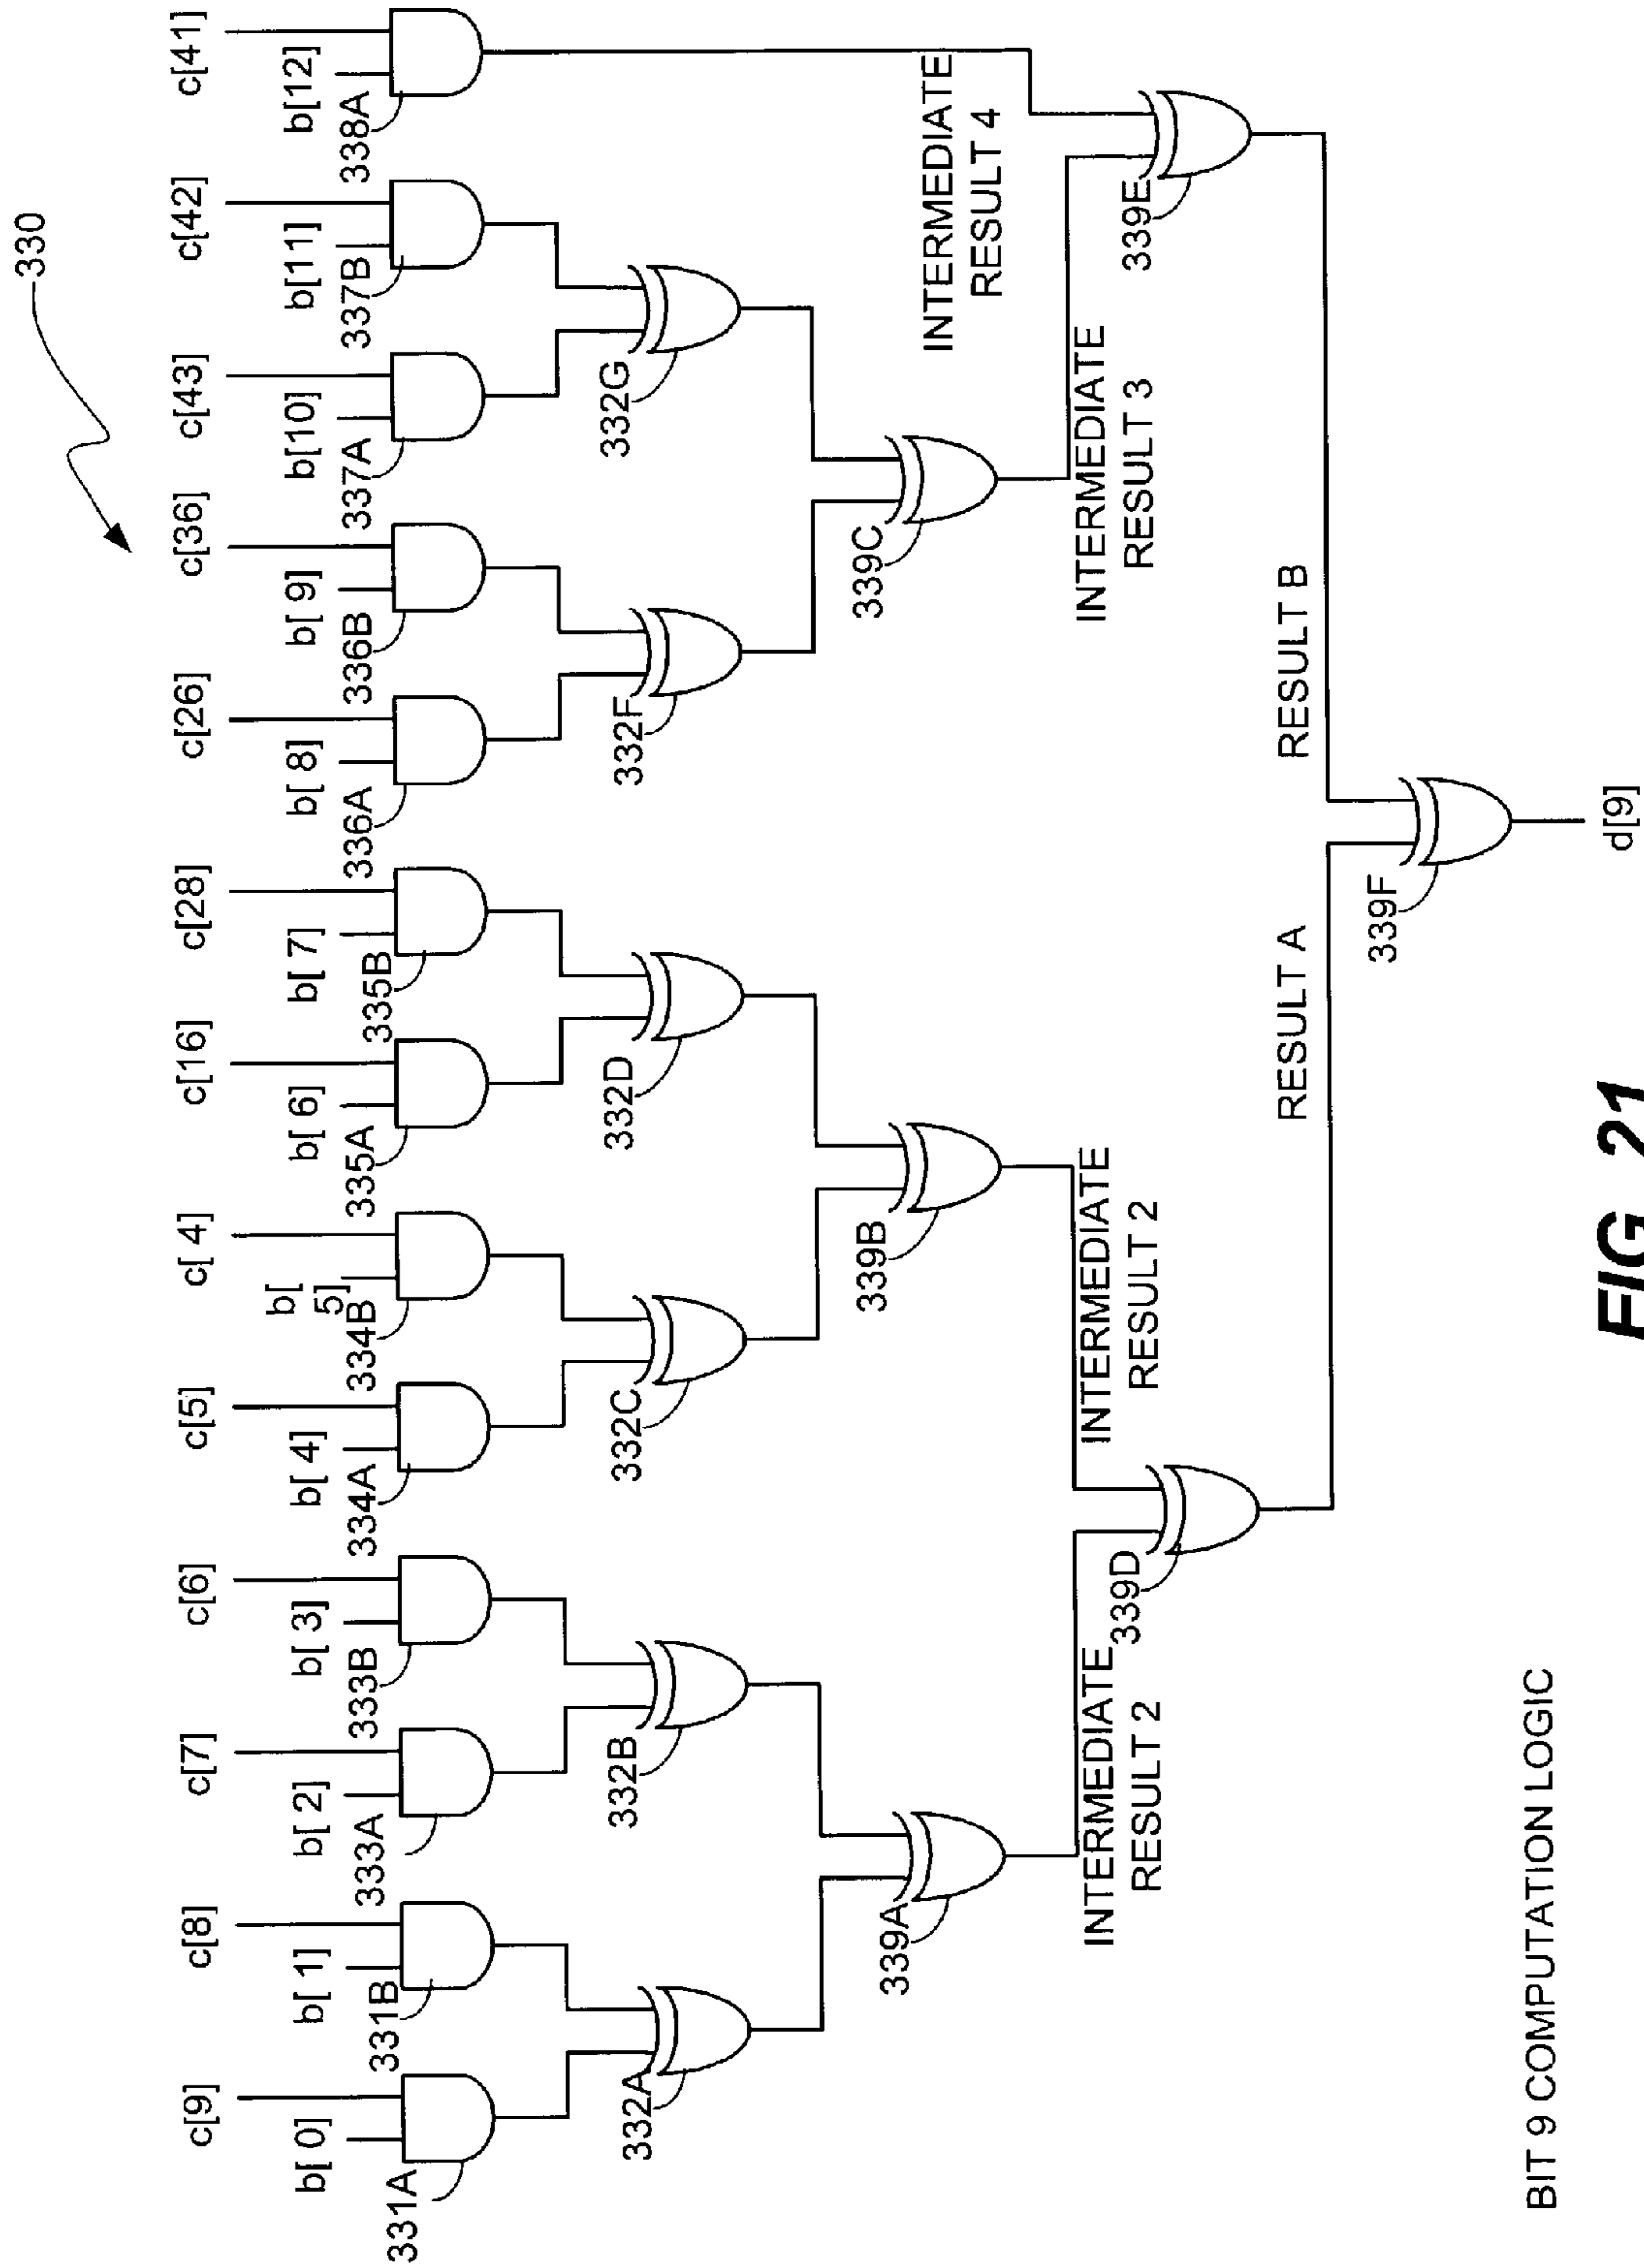 330
c[9]
c[8]
c[7]
c[6]
c[5]
c[ 4]
c[16]
c[28]
c[26]
c[36]
c[43]
c[42]
c[41]
b[ 0]
b[ 1]
b[ 2]
b[ 3]
b[ 4]
b[
5]
b[ 6]
b[ 7]
b[ 8]
b[ 9]
b[10]
b[11]
b[12]
331A
331B
333A
333B
334A
334B
335A
335B
336A
336B
337A
337B
338A
332A
332B
332C
332D
332F
332G
339A
339B
339C
INTERMEDIATE
RESULT 2
INTERMEDIATE
RESULT 2
INTERMEDIATE
RESULT 3
INTERMEDIATE
RESULT 4
339D
339E
RESULT A
RESULT B
339F
d[9]
BIT 9 COMPUTATION LOGIC
FIG. 21